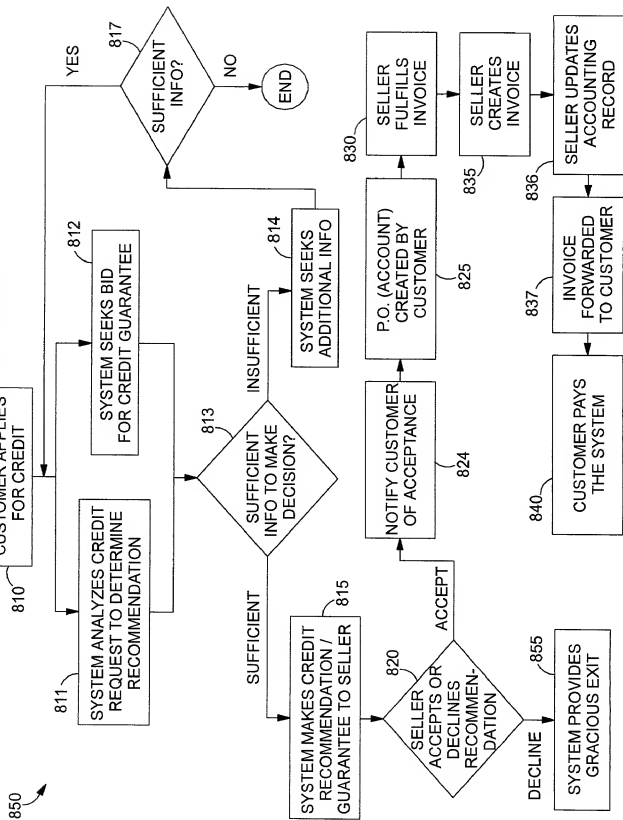 850
CUSTOMER APPLIES
FOR CREDIT
810
SYSTEM ANALYZES CREDIT
REQUEST TO DETERMINE
RECOMMENDATION
811
SYSTEM SEEKS BID
FOR CREDIT GUARANTEE
812
SUFFICIENT
INFO TO MAKE
DECISION?
813
SUFFICIENT
INSUFFICIENT
SYSTEM SEEKS
ADDITIONAL INFO
814
SUFFICIENT
INFO?
817
YES
NO
END
SYSTEM MAKES CREDIT
RECOMMENDATION /
GUARANTEE TO SELLER
815
SELLER
ACCEPTS OR
DECLINES
RECOMMEN-
DATION
820
ACCEPT
DECLINE
SYSTEM PROVIDES
GRACIOUS EXIT
855
NOTIFY CUSTOMER
OF ACCEPTANCE
824
P.O. (ACCOUNT)
CREATED BY
CUSTOMER
825
SELLER
FULFILLS
INVOICE
830
SELLER
CREATES
INVOICE
835
SELLER UPDATES
ACCOUNTING
RECORD
836
INVOICE
FORWARDED
TO CUSTOMER
837
CUSTOMER PAYS
THE SYSTEM
840